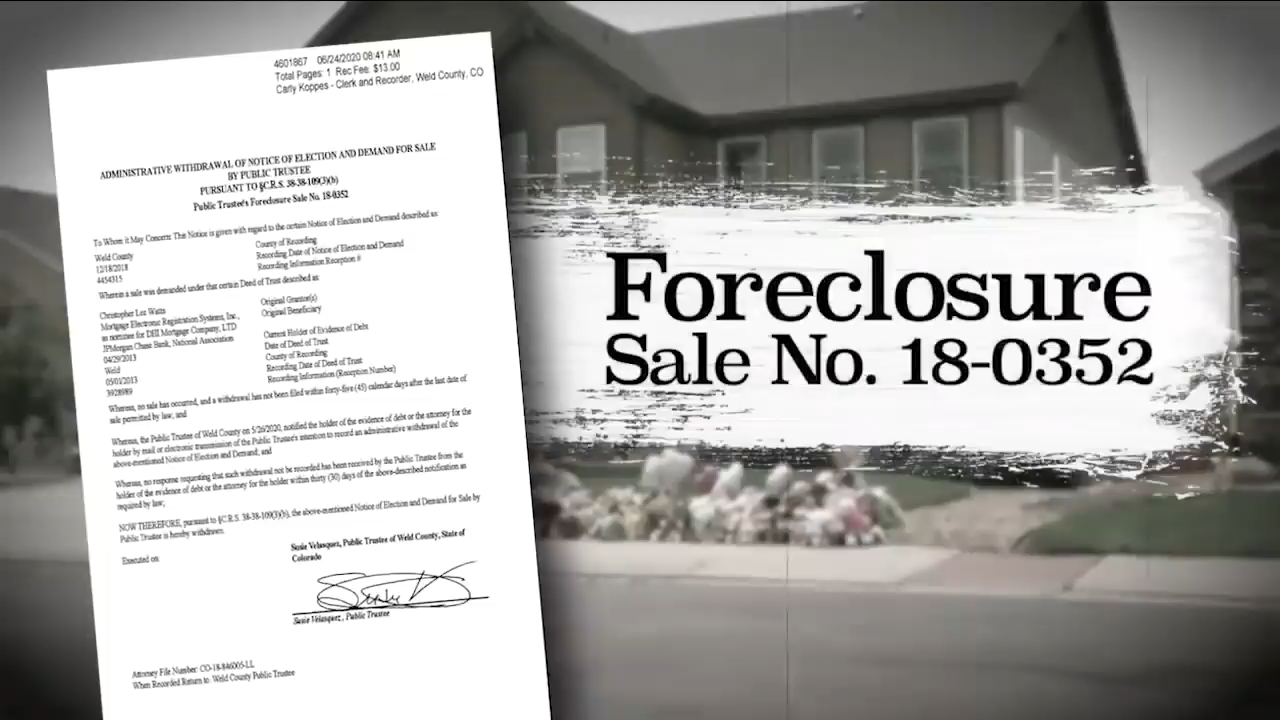 4601867 06/24/2020 08:41 AM
Total Pages: 1 Rec Fee: $13.00
Carly Koppes - Clerk and Recorder, Weld County, CO
ADMINISTRATIVE WITHDRAWAL OF NOTICE OF ELECTION AND DEMAND FOR SALE
BY PUBLIC TRUSTEE
PURSUANT TO §C.R.S. 38-38-109(3)(b)
Public Trustee's Foreclosure Sale No. 18-0352
To Whom it May Concern: This Notice is given with regard to the certain Notice of Election and Demand described as:
Weld County County of Recording
12/18/2018 Recording Date of Notice of Election and Demand
4454315 Recording Information Reception #
Wherein a sale was demanded under that certain Deed of Trust described as:
Christopher Lee Watts Original Grantor(s)
Mortgage Electronic Registration Systems, Inc., Original Beneficiary
as nominee for DEII Mortgage Company, LTD
JPMorgan Chase Bank, National Association Current Holder of Evidence of Debt
04/29/2013 Date of Deed of Trust
Weld County of Recording
05/01/2013 Recording Date of Deed of Trust
3928989 Recording Information (Reception Number)
Whereas, no sale has occurred, and a withdrawal has not been filed within forty-five (45) calendar days after the last date of
sale permitted by law, and
Whereas, the Public Trustee of Weld County on 5/26/2020, notified the holder of the evidence of debt or the attorney for the
holder by mail or electronic transmission of the Public Trustee's intention to record an administrative withdrawal of the
above-mentioned Notice of Election and Demand; and
Whereas, no response requesting that such withdrawal not be recorded has been received by the Public Trustee from the
holder of the evidence of debt or the attorney for the holder within thirty (30) days of the above-described notification as
required by law;
NOW THEREFORE, pursuant to §C.R.S. 38-38-109(3)(b), the above-mentioned Notice of Election and Demand for Sale by
Public Trustee is hereby withdrawn.
Executed on:
Susie Velasquez, Public Trustee of Weld County, State of
Colorado
Susie Velasquez, Public Trustee
Attorney File Number: CO-18-846005-LL
When Recorded Return to: Weld County Public Trustee
Foreclosure
Sale No. 18-0352